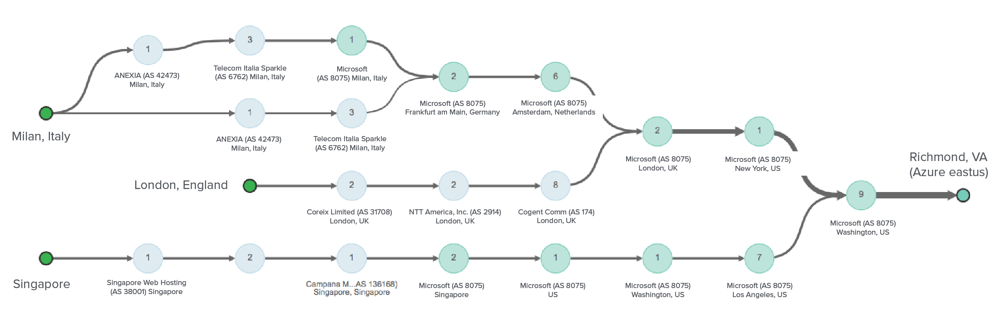 1
ANEXIA (AS 42473)
Milan, Italy
3
Telecom Italia Sparkle
(AS 6762) Milan, Italy
1
Microsoft
(AS 8075) Milan, Italy
2
Microsoft (AS 8075)
Frankfurt am Main, Germany
6
Microsoft (AS 8075)
Amsterdam, Netherlands
Milan, Italy
1
ANEXIA (AS 42473)
Milan, Italy
3
Telecom Italia Sparkle
(AS 6762) Milan, Italy
2
Microsoft (AS 8075)
London, UK
1
Microsoft (AS 8075)
New York, US
London, England
2
Coreix Limited (AS 31708)
London, UK
2
NTT America, Inc. (AS 2914)
London, UK
8
Cogent Comm (AS 174)
London, UK
9
Microsoft (AS 8075)
Washington, US
Richmond, VA
(Azure eastus)
Singapore
1
Singapore Web Hosting
(AS 38001) Singapore
2
1
Campana M...AS 136168)
Singapore, Singapore
2
Microsoft (AS 8075)
Singapore
1
Microsoft (AS 8075)
US
1
Microsoft (AS 8075)
Washington, US
7
Microsoft (AS 8075)
Los Angeles, US